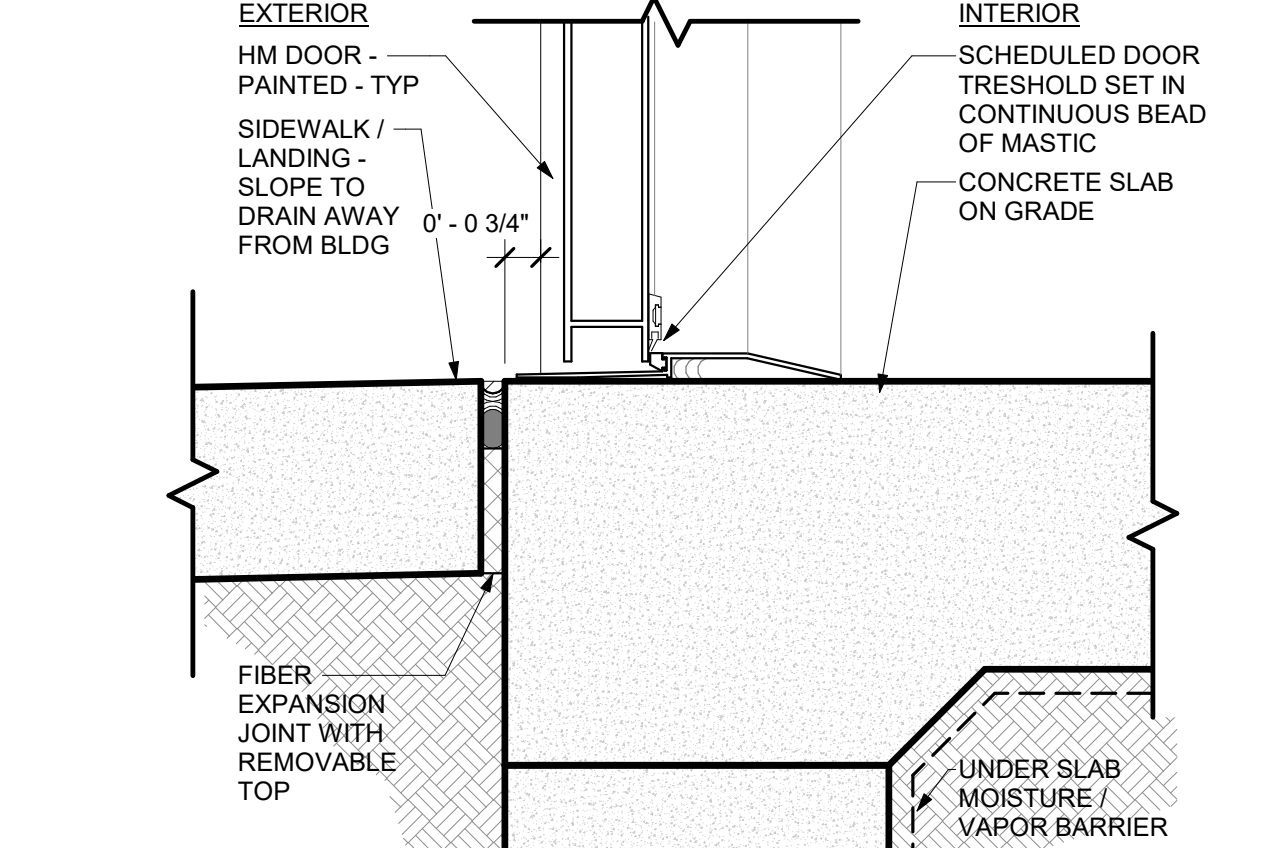 EXTERIOR
HM DOOR -
PAINTED - TYP
SIDEWALK /
LANDING -
SLOPE TO
DRAIN AWAY
FROM BLDG
0' - 0 3/4"
INTERIOR
SCHEDULED DOOR
TRESHOLD SET IN
CONTINUOUS BEAD
OF MASTIC
CONCRETE SLAB
ON GRADE
FIBER
EXPANSION
JOINT WITH
REMOVABLE
TOP
UNDER SLAB
MOISTURE /
VAPOR BARRIER